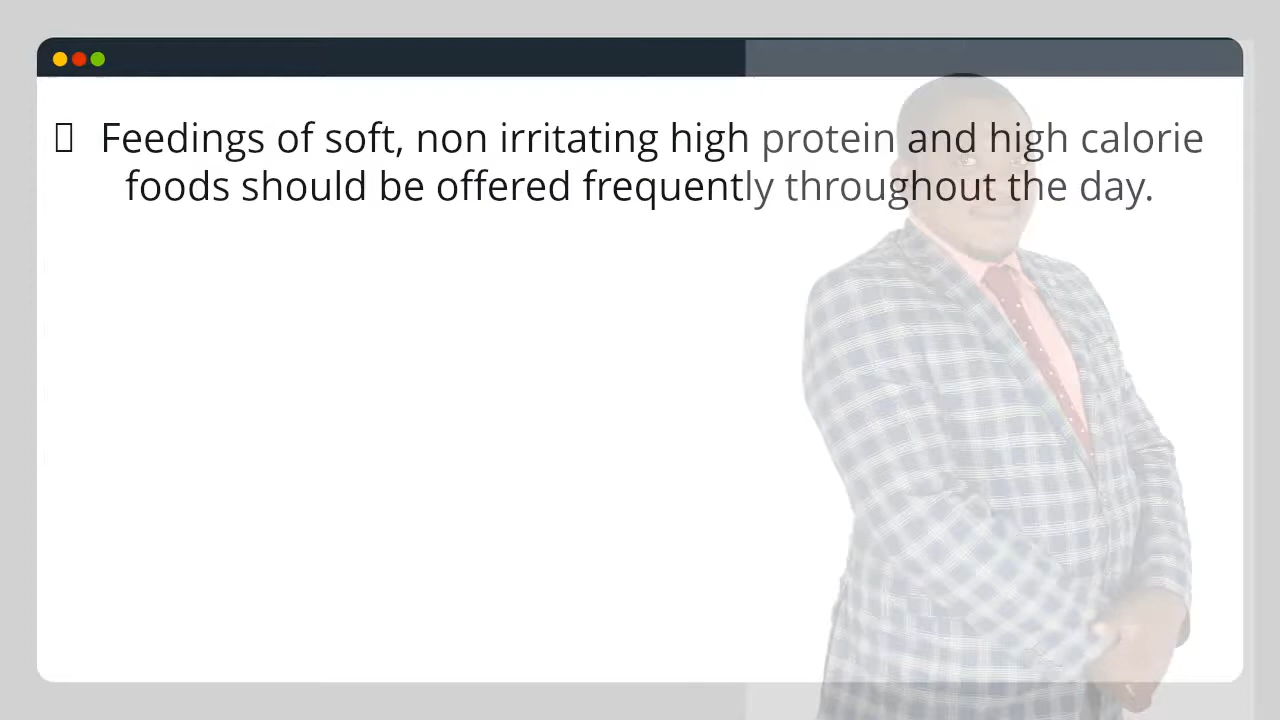 Feedings of soft, non irritating high protein and high calorie
foods should be offered frequently throughout the day.